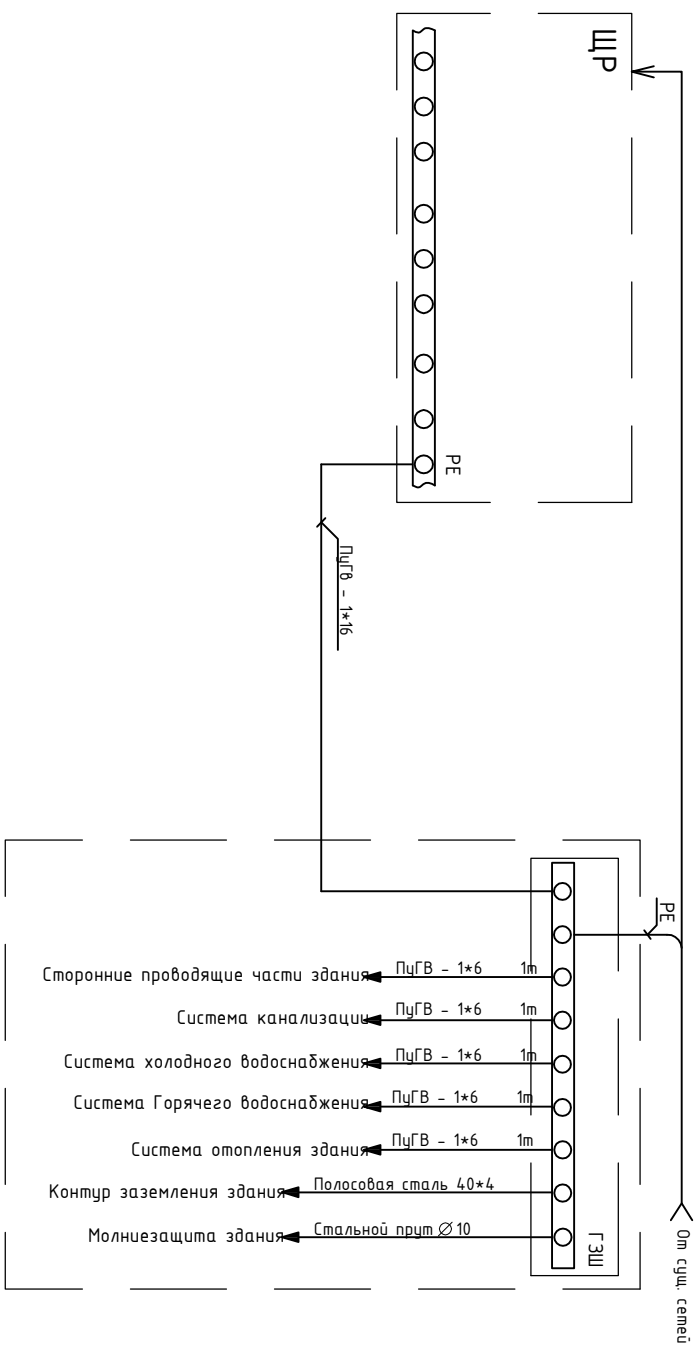 ЩР
РЕ
ПуГв - 1*16
РЕ
Сторонние проводящие части здания ПуГВ - 1*6 1m
Система канализации ПуГВ - 1*6 1m
Система холодного водоснабжения ПуГВ - 1*6 1m
Система Горячего водоснабжения ПуГВ - 1*6 1m
Система отопления здания ПуГВ - 1*6 1m
Контур заземления здания Полосовая сталь 40*4
Молниезащита здания Стальной прут ∅10
ГЗШ
От сущ. сетей